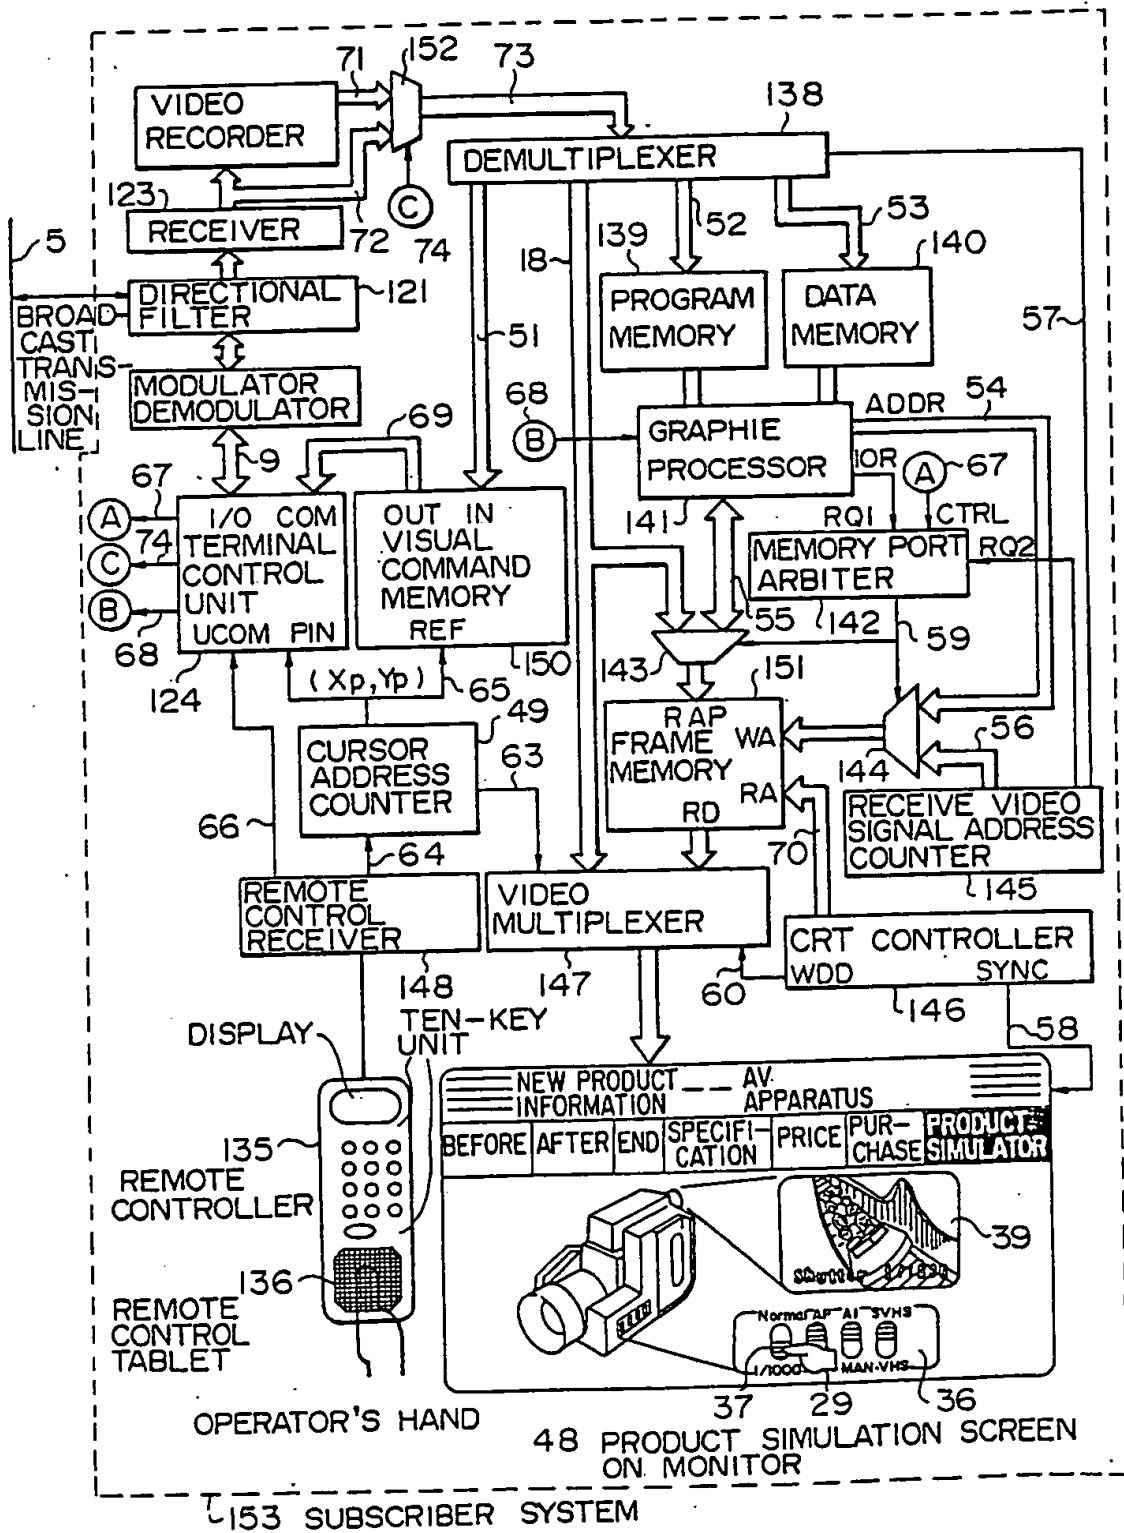 152
71
73
138
VIDEO
RECORDER
DEMULTIPLEXER
123
C
72
74
RECEIVER
5
18
139
52
53
140
DIRECTIONAL
FILTER
121
BROAD
CAST
TRANS-
MIS-
SION
LINE
PROGRAM
MEMORY
DATA
MEMORY
57
51
MODULATOR
DEMODULATOR
68
B
69
9
ADDR
54
GRAPHIE
PROCESSOR
IOR
A
67
67
A
74
C
B
68
I/O COM
TERMINAL
CONTROL
UNIT
UCOM PIN
OUT IN
VISUAL
COMMAND
MEMORY
REF
141
RQ1
CTRL
MEMORY PORT
ARBITER
RQ2
55
142
59
124
(Xp,Yp)
65
150
143
151
49
CURSOR
ADDRESS
COUNTER
63
RAP
FRAME
MEMORY
WA
RA
RD
144
56
66
64
70
RECEIVE VIDEO
SIGNAL ADDRESS
COUNTER
145
REMOTE
CONTROL
RECEIVER
VIDEO
MULTIPLEXER
CRT CONTROLLER
WDD SYNC
148
147
60
146
58
DISPLAY
TEN-KEY
UNIT
NEW PRODUCT -- AV
INFORMATION APPARATUS
BEFORE
AFTER
END
SPECIFI-
CATION
PRICE
PUR-
CHASE
PRODUCT=
SIMULATOR
135
REMOTE
CONTROLLER
39
Shutter 1/1000
136
REMOTE
CONTROL
TABLET
Normal AF AI SVHS
1/1000 MAN-VHS
37 29 36
OPERATOR'S HAND
48 PRODUCT SIMULATION SCREEN
ON MONITOR
153 SUBSCRIBER SYSTEM